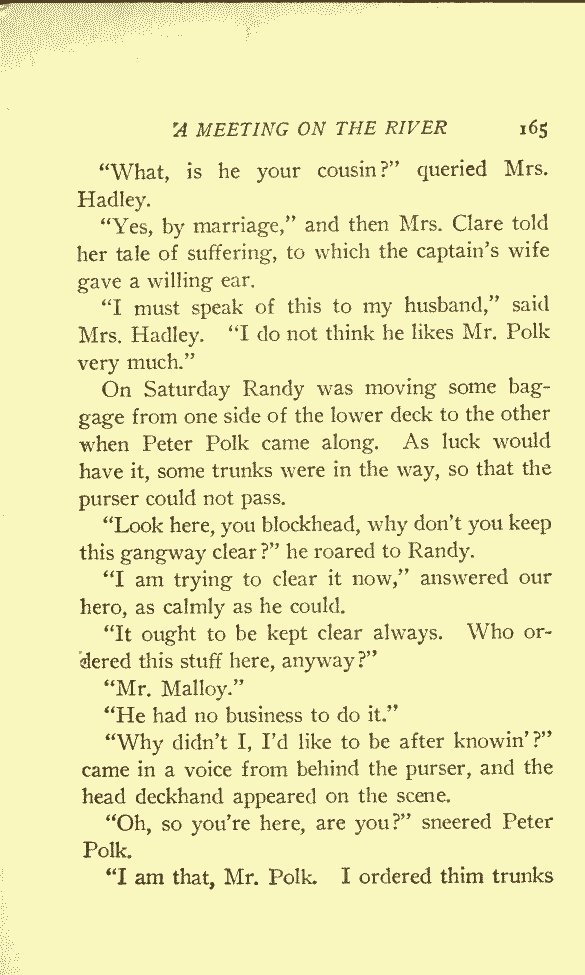 A MEETING ON THE RIVER 165
“What, is he your cousin?” queried Mrs.
Hadley.
“Yes, by marriage,” and then Mrs. Clare told
her tale of suffering, to which the captain’s wife
gave a willing ear.
“I must speak of this to my husband,” said
Mrs. Hadley. “I do not think he likes Mr. Polk
very much.”
On Saturday Randy was moving some bag-
gage from one side of the lower deck to the other
when Peter Polk came along. As luck would
have it, some trunks were in the way, so that the
purser could not pass.
“Look here, you blockhead, why don’t you keep
this gangway clear?” he roared to Randy.
“I am trying to clear it now,” answered our
hero, as calmly as he could.
“It ought to be kept clear always. Who or-
dered this stuff here, anyway?”
“Mr. Malloy.”
“He had no business to do it.”
“Why didn’t I, I’d like to be after knowin’?”
came in a voice from behind the purser, and the
head deckhand appeared on the scene.
“Oh, so you’re here, are you?” sneered Peter
Polk.
“I am that, Mr. Polk. I ordered thim trunks